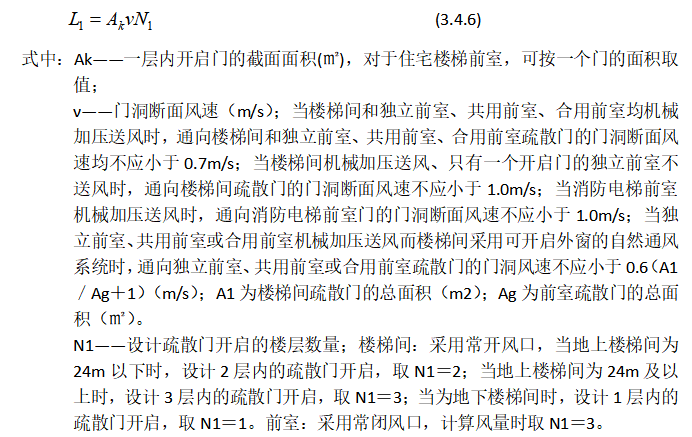 L₁ = AₖvN₁ (3.4.6)
式中：Ak——一层内开启门的截面面积(㎡)，对于住宅楼梯前室，可按一个门的面积取
值；
v——门洞断面风速（m/s）；当楼梯间和独立前室、共用前室、合用前室均机械
加压送风时，通向楼梯间和独立前室、共用前室、合用前室疏散门的门洞断面风
速均不应小于 0.7m/s；当楼梯间机械加压送风、只有一个开启门的独立前室不
送风时，通向楼梯间疏散门的门洞断面风速不应小于 1.0m/s；当消防电梯前室
机械加压送风时，通向消防电梯前室门的门洞断面风速不应小于 1.0m/s；当独
立前室、共用前室或合用前室机械加压送风而楼梯间采用可开启外窗的自然通风
系统时，通向独立前室、共用前室或合用前室疏散门的门洞风速不应小于 0.6（A1
／Ag＋1）（m/s）；A1 为楼梯间疏散门的总面积（m2）；Ag 为前室疏散门的总面
积（㎡）。
N1——设计疏散门开启的楼层数量；楼梯间：采用常开风口，当地上楼梯间为
24m 以下时，设计 2 层内的疏散门开启，取 N1＝2；当地上楼梯间为 24m 及以
上时，设计 3 层内的疏散门开启，取 N1＝3；当为地下楼梯间时，设计 1 层内的
疏散门开启，取 N1＝1。前室：采用常闭风口，计算风量时取 N1＝3。